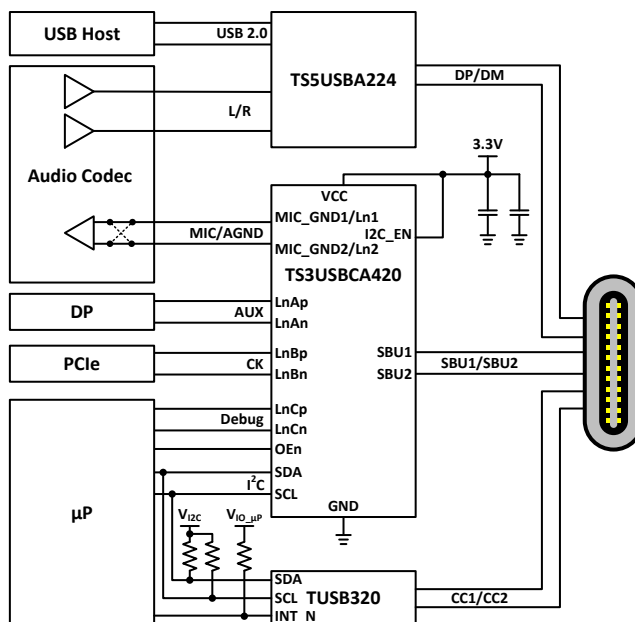 USB Host
USB 2.0
TS5USBA224
DP/DM
L/R
Audio Codec
3.3V
VCC
MIC_GND1/Ln1
I2C_EN
MIC/AGND
MIC_GND2/Ln2
TS3USBCA420
DP
LnAp
AUX
LnAn
PCIe
LnBp
CK
LnBn
SBU1
SBU2
SBU1/SBU2
µP
LnCp
Debug
LnCn
OEn
SDA
I²C
SCL
GND
VI2C
VIO_µP
SDA
SCL
INT_N
TUSB320
CC1/CC2